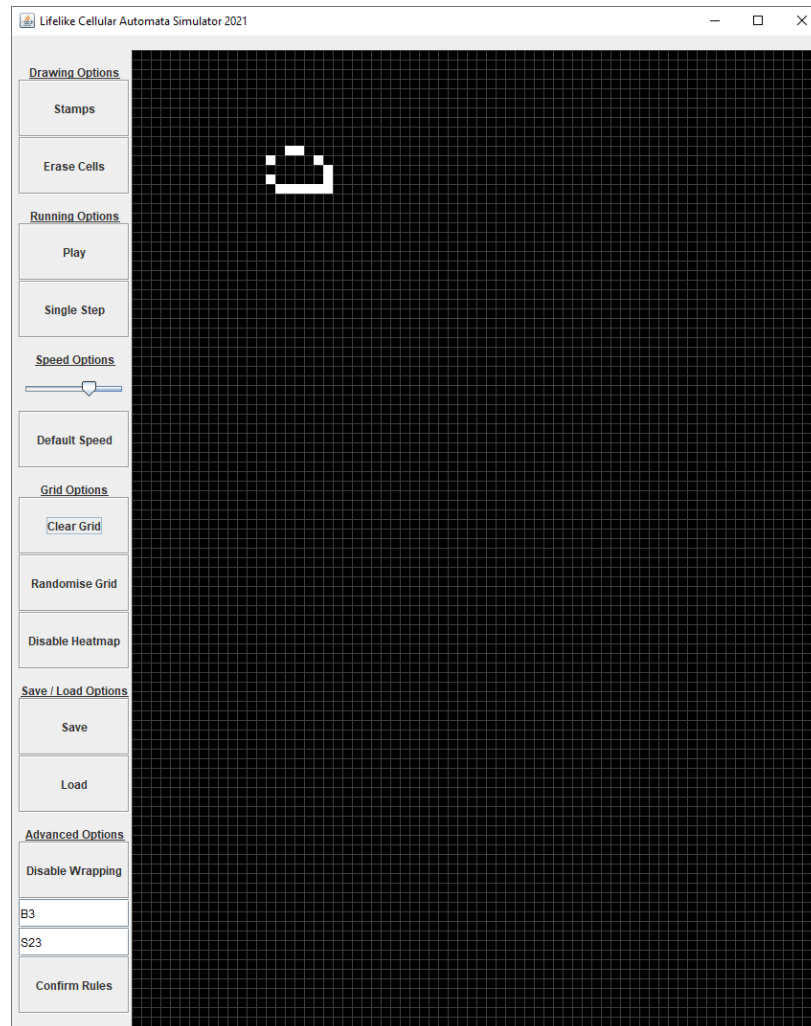 Lifelike Cellular Automata Simulator 2021
Drawing Options
Stamps
Erase Cells
Running Options
Play
Single Step
Speed Options
Default Speed
Grid Options
Clear Grid
Randomise Grid
Disable Heatmap
Save / Load Options
Save
Load
Advanced Options
Disable Wrapping
B3
S23
Confirm Rules